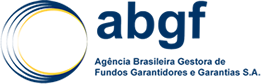 abgf
Agência Brasileira Gestora de
Fundos Garantidores e Garantias S.A.